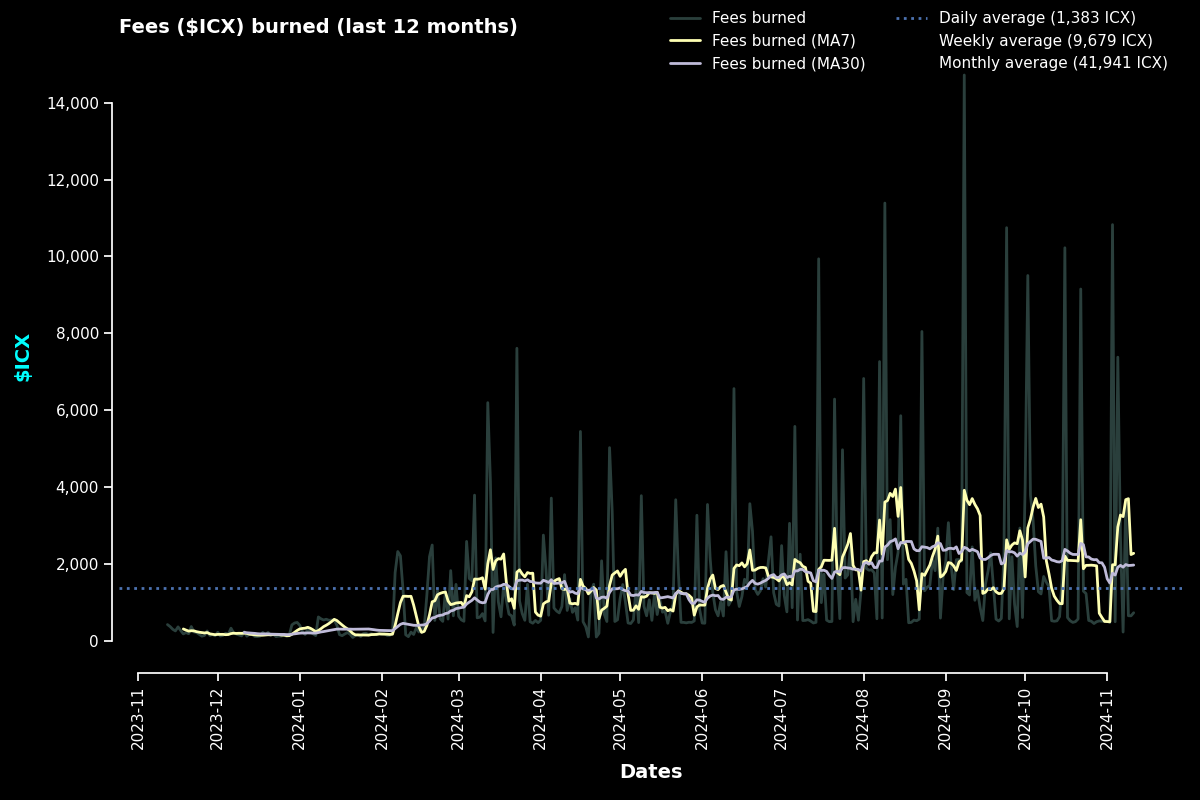 Fees ($ICX) burned (last 12 months)
Fees burned
Fees burned (MA7)
Fees burned (MA30)
Daily average (1,383 ICX)
Weekly average (9,679 ICX)
Monthly average (41,941 ICX)
14,000
12,000
10,000
8,000
6,000
4,000
2,000
0
$ICX
2023-11
2023-12
2024-01
2024-02
2024-03
2024-04
2024-05
2024-06
2024-07
2024-08
2024-09
2024-10
2024-11
Dates